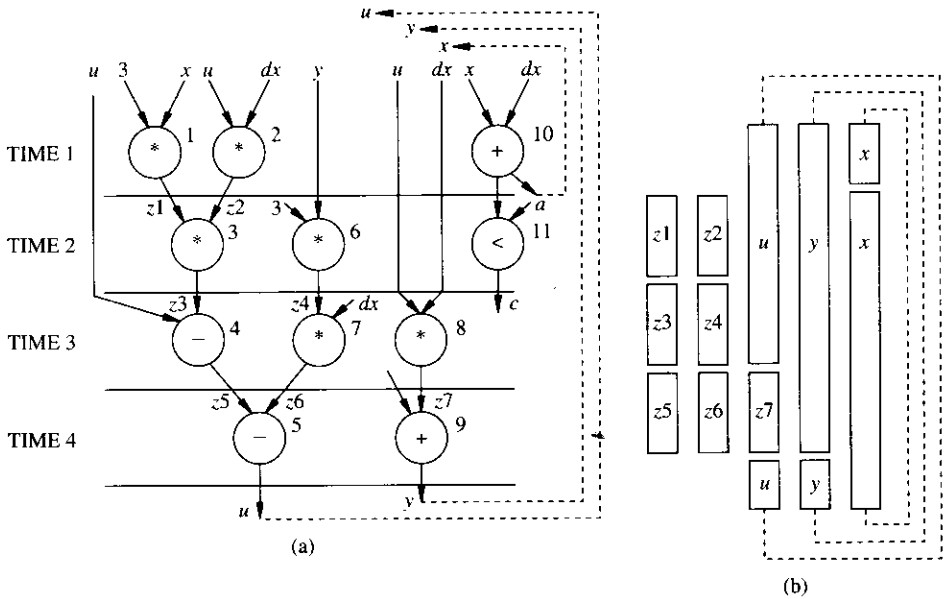 u
y
x
u 3 x u dx y u dx x dx
TIME 1
* 1
* 2
+ 10
z1 z2 3 a
TIME 2
* 3
* 6
< 11
z3 z4 dx c
TIME 3
− 4
* 7
* 8
z5 z6 z7
TIME 4
− 5
+ 9
u
y
(a)
x
z1 z2 u y x
z3 z4
z5 z6 z7
u y
(b)